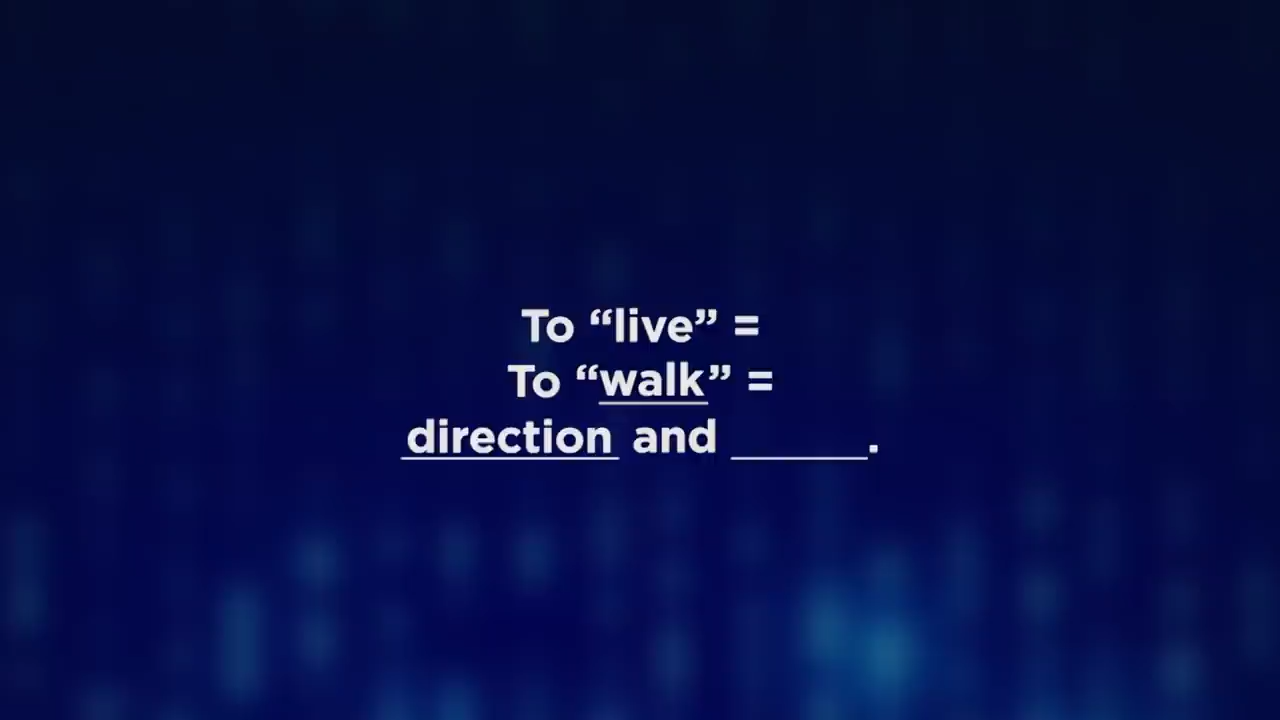 To “live” =
To “walk” =
direction and ______.